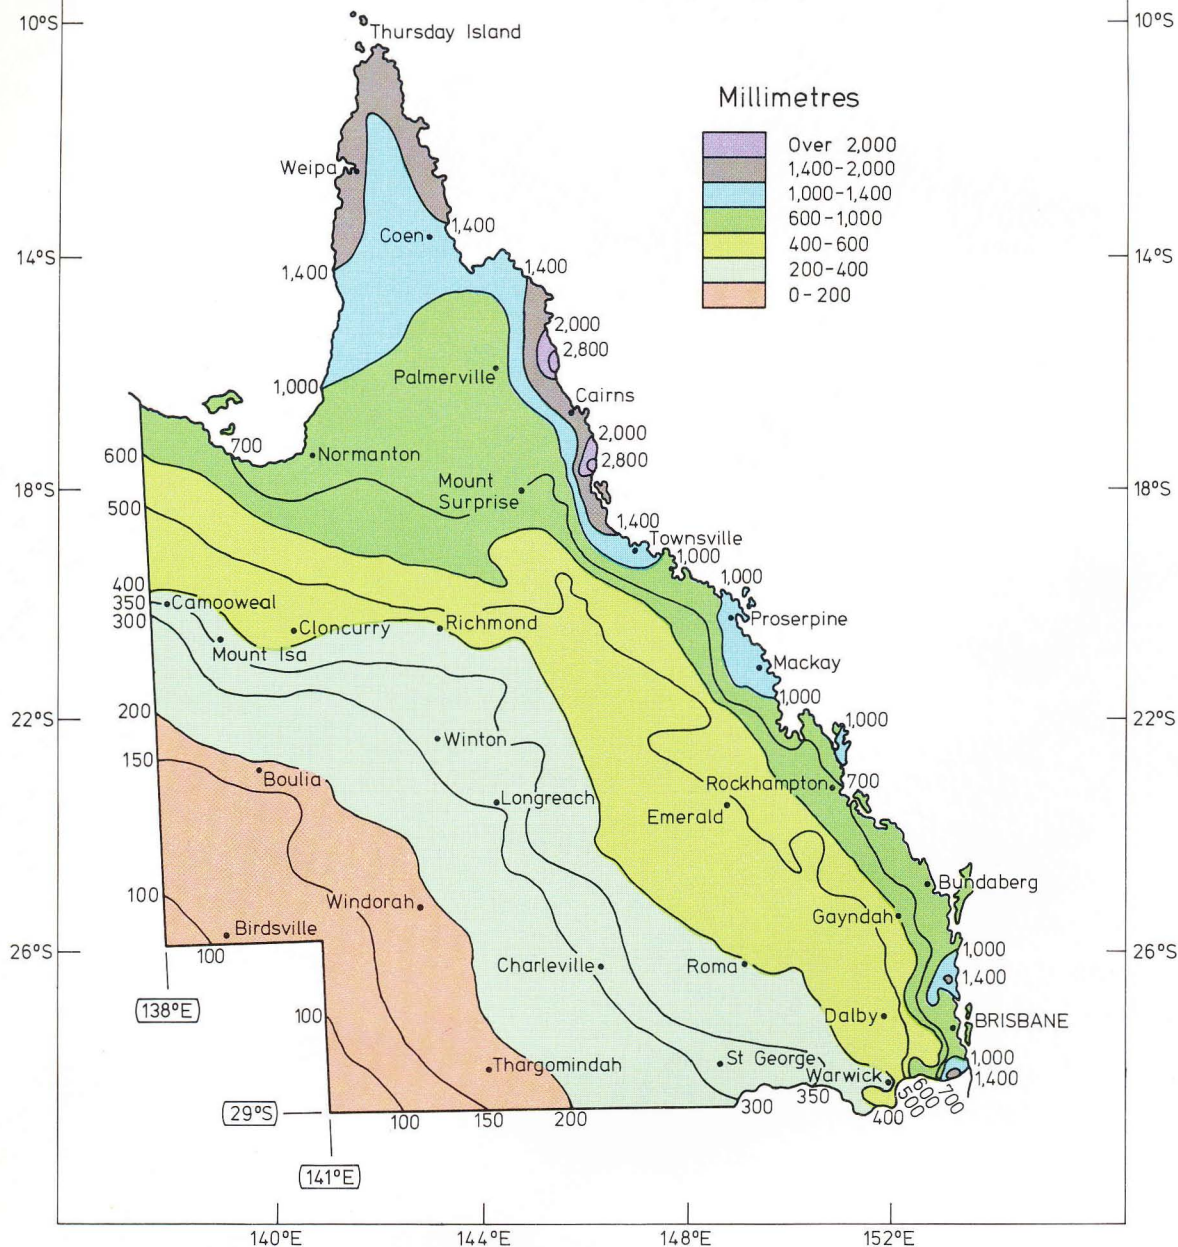 10°S
10°S
Thursday Island
Millimetres
Over 2,000
1,400-2,000
1,000-1,400
600-1,000
400-600
200-400
0-200
Weipa
1,400
Coen
14°S
14°S
1,400
1,400
2,000
2,800
Palmerville
1,000
Cairns
700
Normanton
2,000
2,800
600
Mount
Surprise
18°S
18°S
500
1,400
Townsville
1,000
1,000
400
350
300
Camooweal
Cloncurry
Richmond
Proserpine
Mount Isa
Mackay
1,000
200
22°S
1,000
22°S
Winton
150
Boulia
Longreach
Rockhampton
700
Emerald
100
Windorah
Bundaberg
Gayndah
Birdsville
100
26°S
Charleville
Roma
1,000
26°S
1,400
138°E
100
Dalby
BRISBANE
Thargomindah
St George
Warwick
1,000
1,400
29°S
100
150
200
300
350
400
500
600
700
141°E
140°E
144°E
148°E
152°E